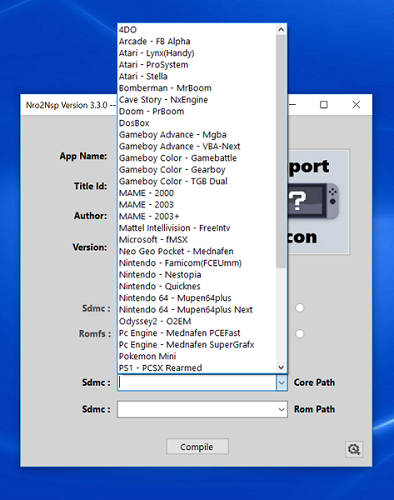 4DO
Arcade - FB Alpha
Atari - Lynx(Handy)
Atari - ProSystem
Atari - Stella
Bomberman - MrBoom
Cave Story - NxEngine
Doom - PrBoom
DosBox
Gameboy Advance - Mgba
Gameboy Advance - VBA-Next
Gameboy Color - Gamebattle
Gameboy Color - Gearboy
Gameboy Color - TGB Dual
MAME - 2000
MAME - 2003
MAME - 2003+
Mattel Intellivision - FreeIntv
Microsoft - fMSX
Neo Geo Pocket - Mednafen
Nintendo - Famicom(FCEUmm)
Nintendo - Nestopia
Nintendo - Quicknes
Nintendo 64 - Mupen64plus
Nintendo 64 - Mupen64plus Next
Odyssey2 - O2EM
Pc Engine - Mednafen PCEFast
Pc Engine - Mednafen SuperGrafx
Pokemon Mini
PS1 - PCSX Rearmed
Nro2Nsp Version 3.3.0 --
App Name:
Title Id:
Author:
Version:
port
?
con
Sdmc :
Romfs :
Sdmc : Core Path
Sdmc : Rom Path
Compile